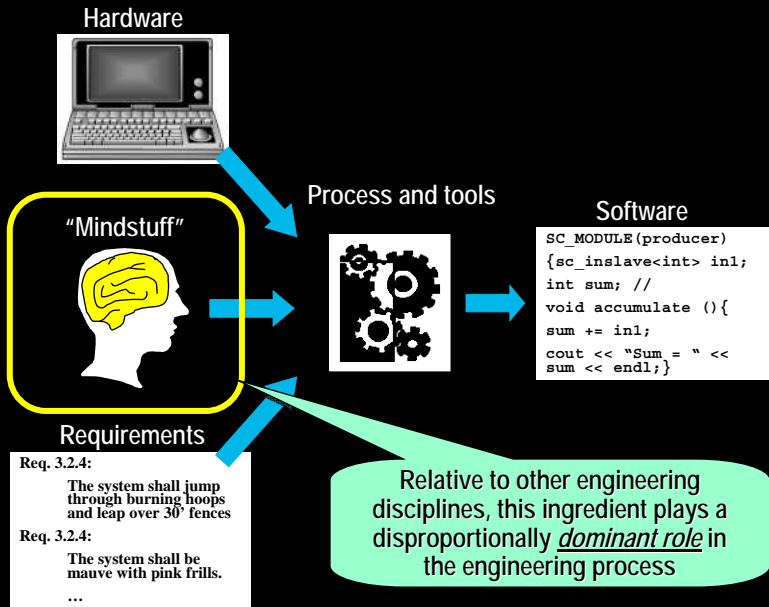 Hardware
Process and tools
Software
“Mindstuff”
SC_MODULE(producer)
{sc_inslave<int> in1;
int sum; //
void accumulate (){
sum += in1;
cout << “Sum = “ <<
sum << endl;}
Requirements
Req. 3.2.4:
The system shall jump
through burning hoops
and leap over 30’ fences
Req. 3.2.4:
The system shall be
mauve with pink frills.
…
Relative to other engineering
disciplines, this ingredient plays a
disproportionally dominant role in
the engineering process